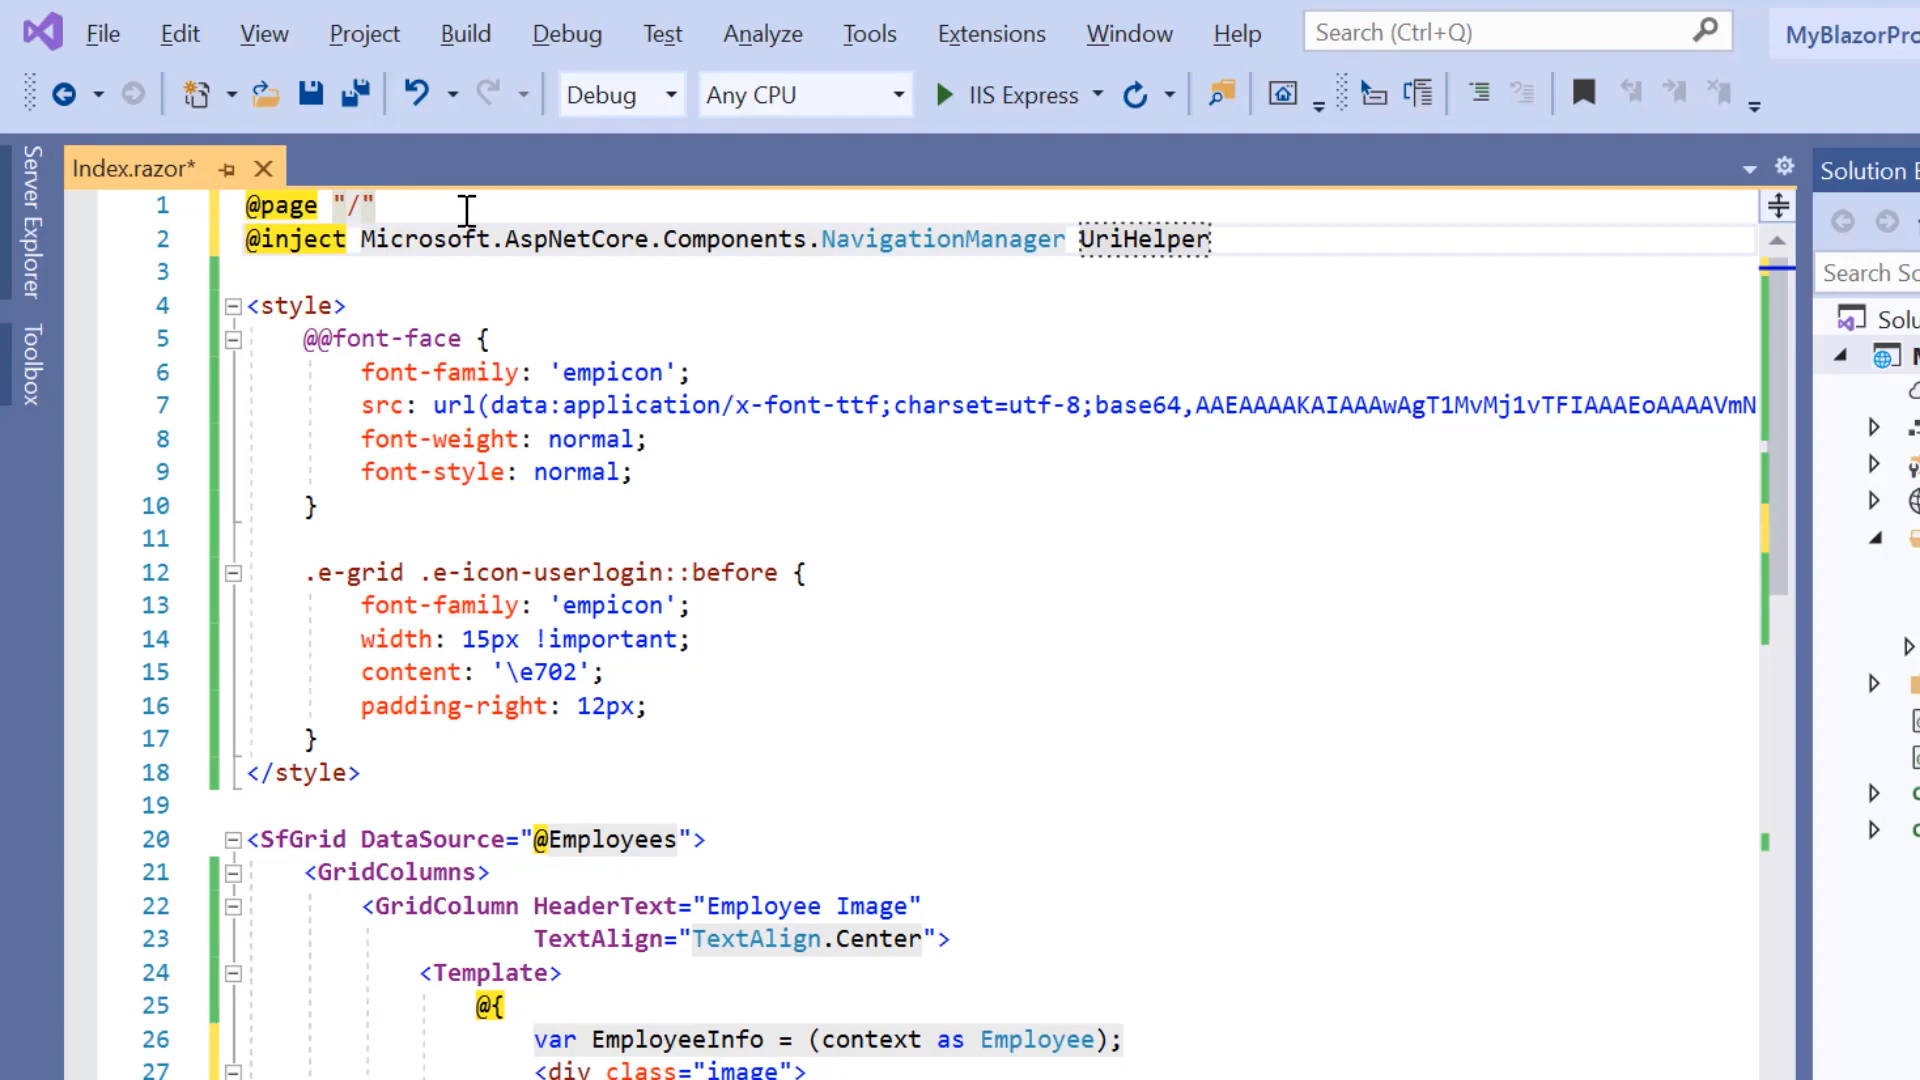 File Edit View Project Build Debug Test Analyze Tools Extensions Window Help Search (Ctrl+Q) MyBlazorPro
Debug Any CPU IIS Express
Server Explorer
Toolbox
Index.razor*
Solution E
Search So
Solu
1 @page "/"
2 @inject Microsoft.AspNetCore.Components.NavigationManager UriHelper
3
4 <style>
5 @@font-face {
6 font-family: 'empicon';
7 src: url(data:application/x-font-ttf;charset=utf-8;base64,AAEAAAAKAIAAAwAgT1MvMj1vTFIAAAEoAAAAVmN
8 font-weight: normal;
9 font-style: normal;
10 }
11
12 .e-grid .e-icon-userlogin::before {
13 font-family: 'empicon';
14 width: 15px !important;
15 content: '\e702';
16 padding-right: 12px;
17 }
18 </style>
19
20 <SfGrid DataSource="@Employees">
21 <GridColumns>
22 <GridColumn HeaderText="Employee Image"
23 TextAlign="TextAlign.Center">
24 <Template>
25 @{
26 var EmployeeInfo = (context as Employee);
27 <div class="image">